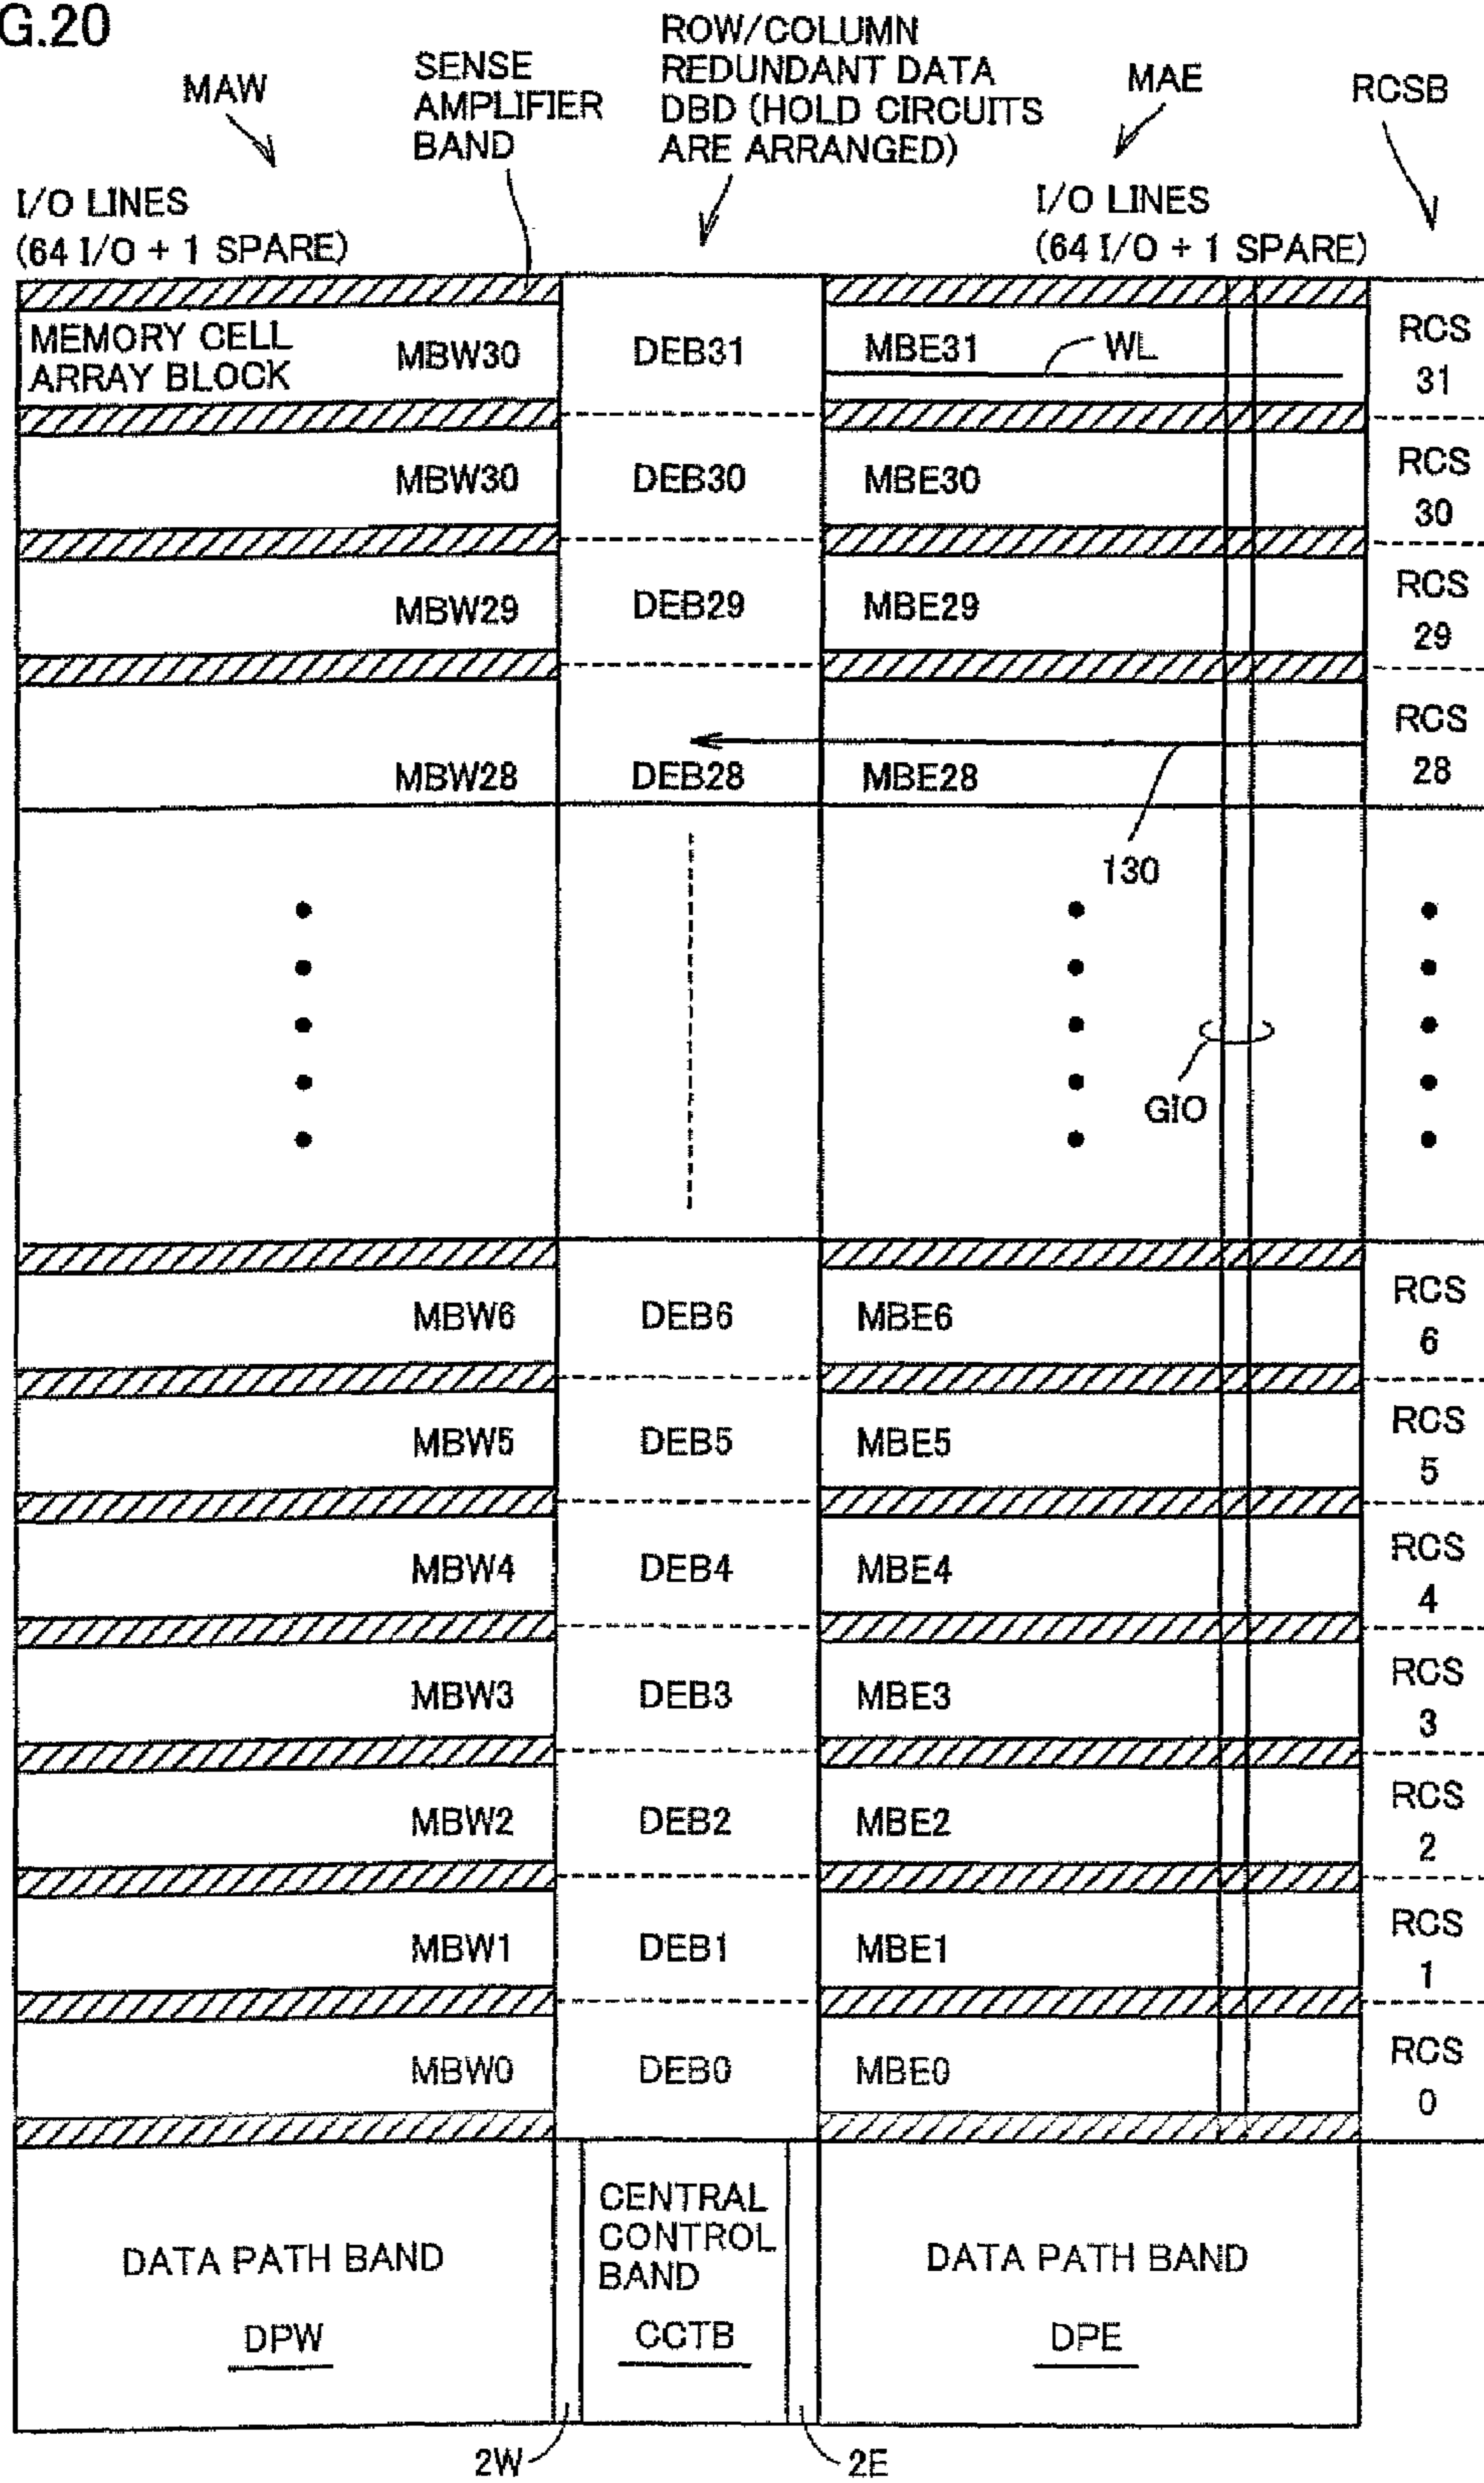 G.20
MAW
SENSE
AMPLIFIER
BAND
ROW/COLUMN
REDUNDANT DATA
DBD (HOLD CIRCUITS
ARE ARRANGED)
MAE
RCSB
I/O LINES
(64 I/O + 1 SPARE)
I/O LINES
(64 I/O + 1 SPARE)
MEMORY CELL
ARRAY BLOCK
MBW30
DEB31
MBE31
WL
RCS
31
MBW30
DEB30
MBE30
RCS
30
MBW29
DEB29
MBE29
RCS
29
MBW28
DEB28
MBE28
RCS
28
130
GIO
MBW6
DEB6
MBE6
RCS
6
MBW5
DEB5
MBE5
RCS
5
MBW4
DEB4
MBE4
RCS
4
MBW3
DEB3
MBE3
RCS
3
MBW2
DEB2
MBE2
RCS
2
MBW1
DEB1
MBE1
RCS
1
MBW0
DEB0
MBE0
RCS
0
DATA PATH BAND
DPW
CENTRAL
CONTROL
BAND
CCTB
DATA PATH BAND
DPE
2W
2E